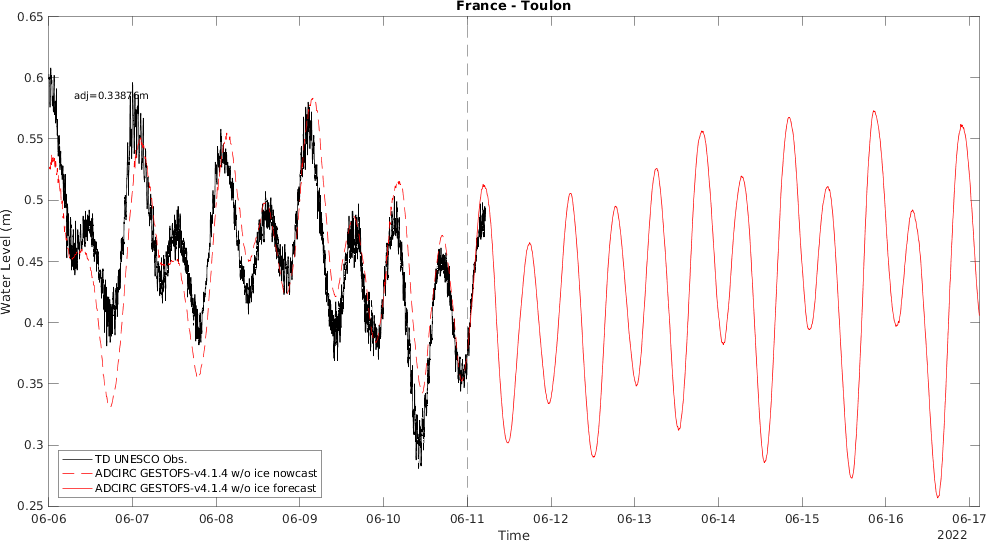 France - Toulon
0.65
0.6
0.55
0.5
0.45
0.4
0.35
0.3
0.25
Water Level (m)
adj=0.33876m
TD UNESCO Obs.
ADCIRC GESTOFS-v4.1.4 w/o ice nowcast
ADCIRC GESTOFS-v4.1.4 w/o ice forecast
06-06 06-07 06-08 06-09 06-10 06-11 06-12 06-13 06-14 06-15 06-16 06-17
Time
2022